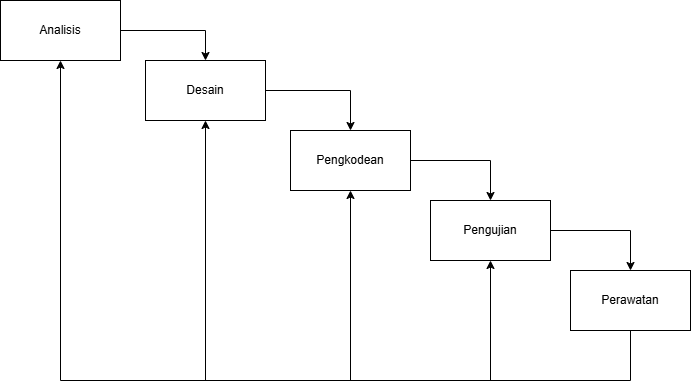 Analisis
Desain
Pengkodean
Pengujian
Perawatan